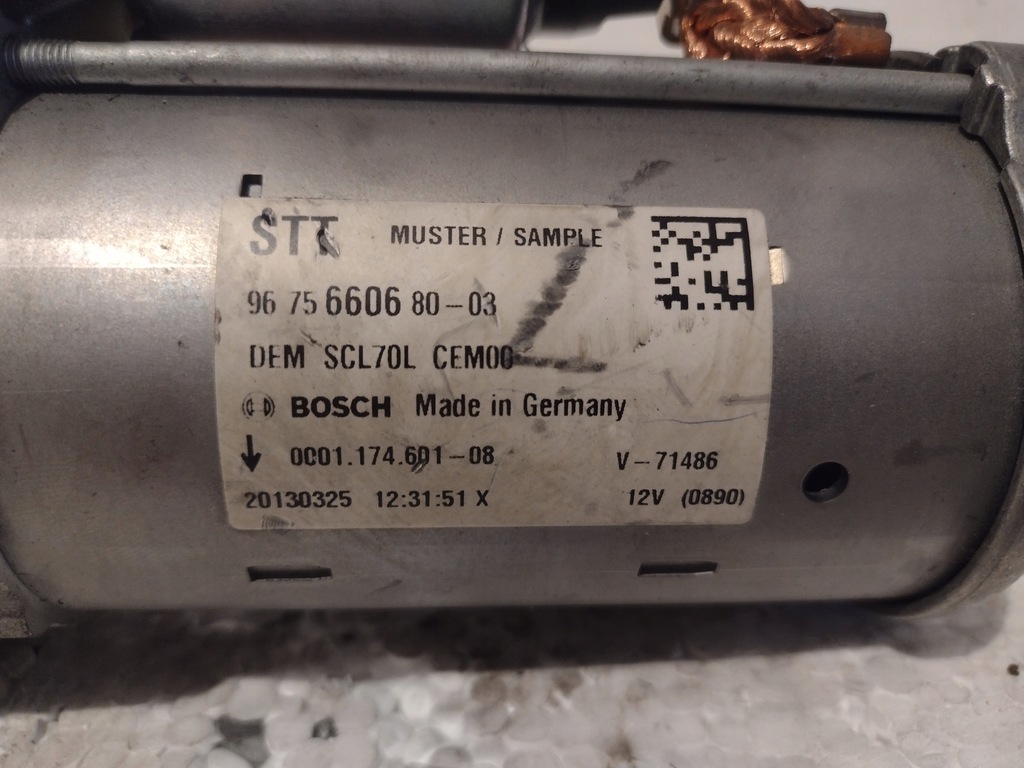 STT MUSTER / SAMPLE
96 75 6606 80-03
DEM SCL70L CEM00
BOSCH Made in Germany
0001.174.601-08 V-71486
20130325 12:31:51 X 12V (0890)